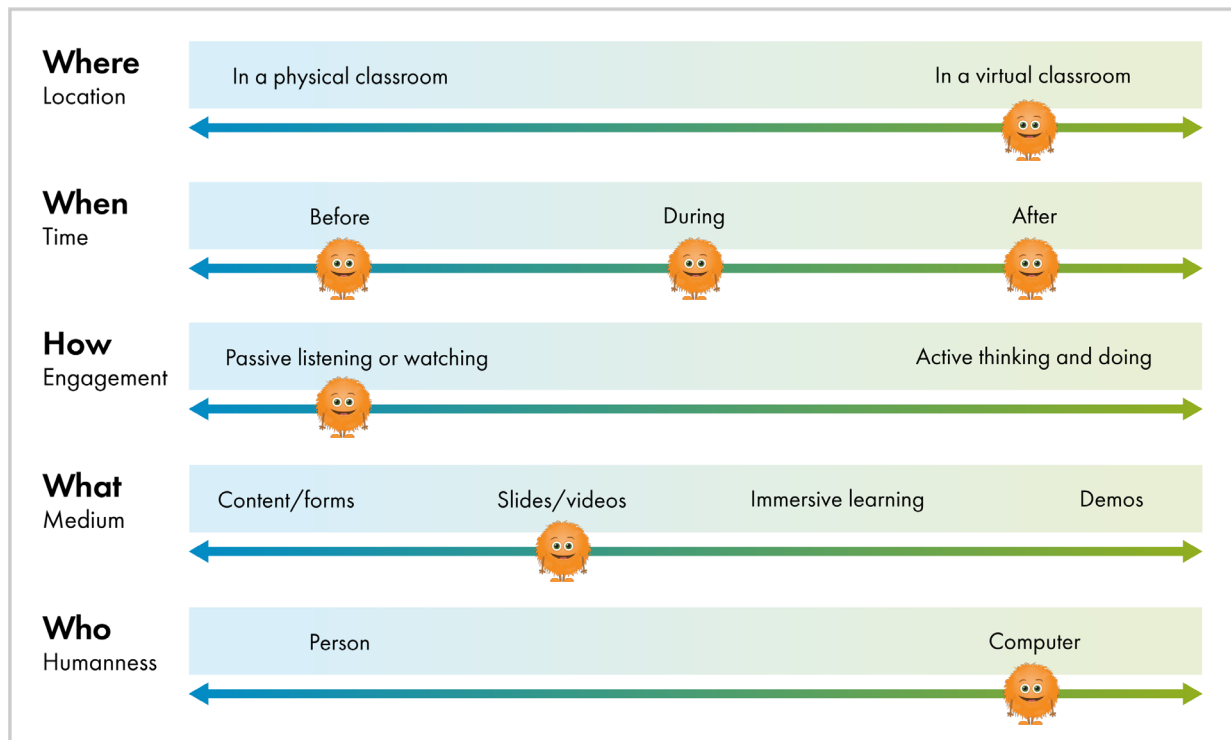 Where
Location
In a physical classroom
In a virtual classroom
When
Time
Before
During
After
How
Engagement
Passive listening or watching
Active thinking and doing
What
Medium
Content/forms
Slides/videos
Immersive learning
Demos
Who
Humanness
Person
Computer